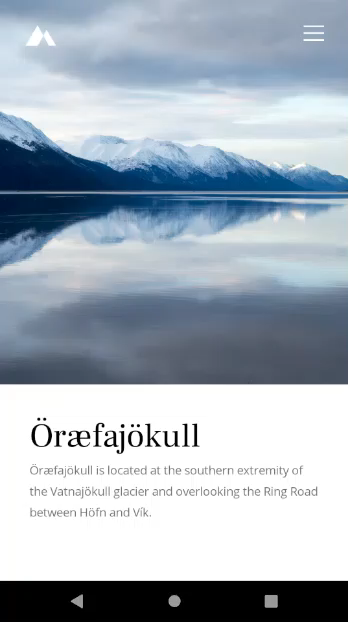 Öræfajökull
Öræfajökull is located at the southern extremity of
the Vatnajökull glacier and overlooking the Ring Road
between Höfn and Vík.